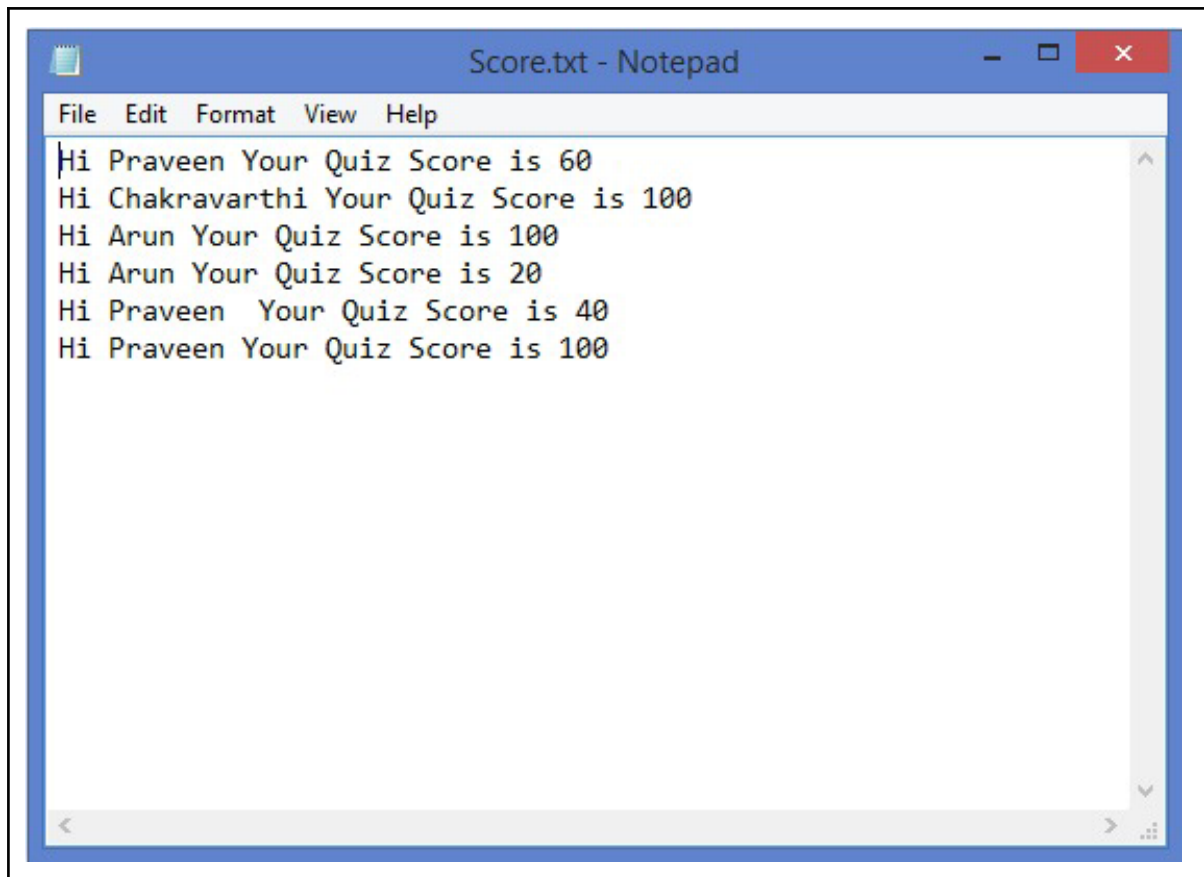 Score.txt - Notepad
File Edit Format View Help
Hi Praveen Your Quiz Score is 60
Hi Chakravarthi Your Quiz Score is 100
Hi Arun Your Quiz Score is 100
Hi Arun Your Quiz Score is 20
Hi Praveen  Your Quiz Score is 40
Hi Praveen Your Quiz Score is 100